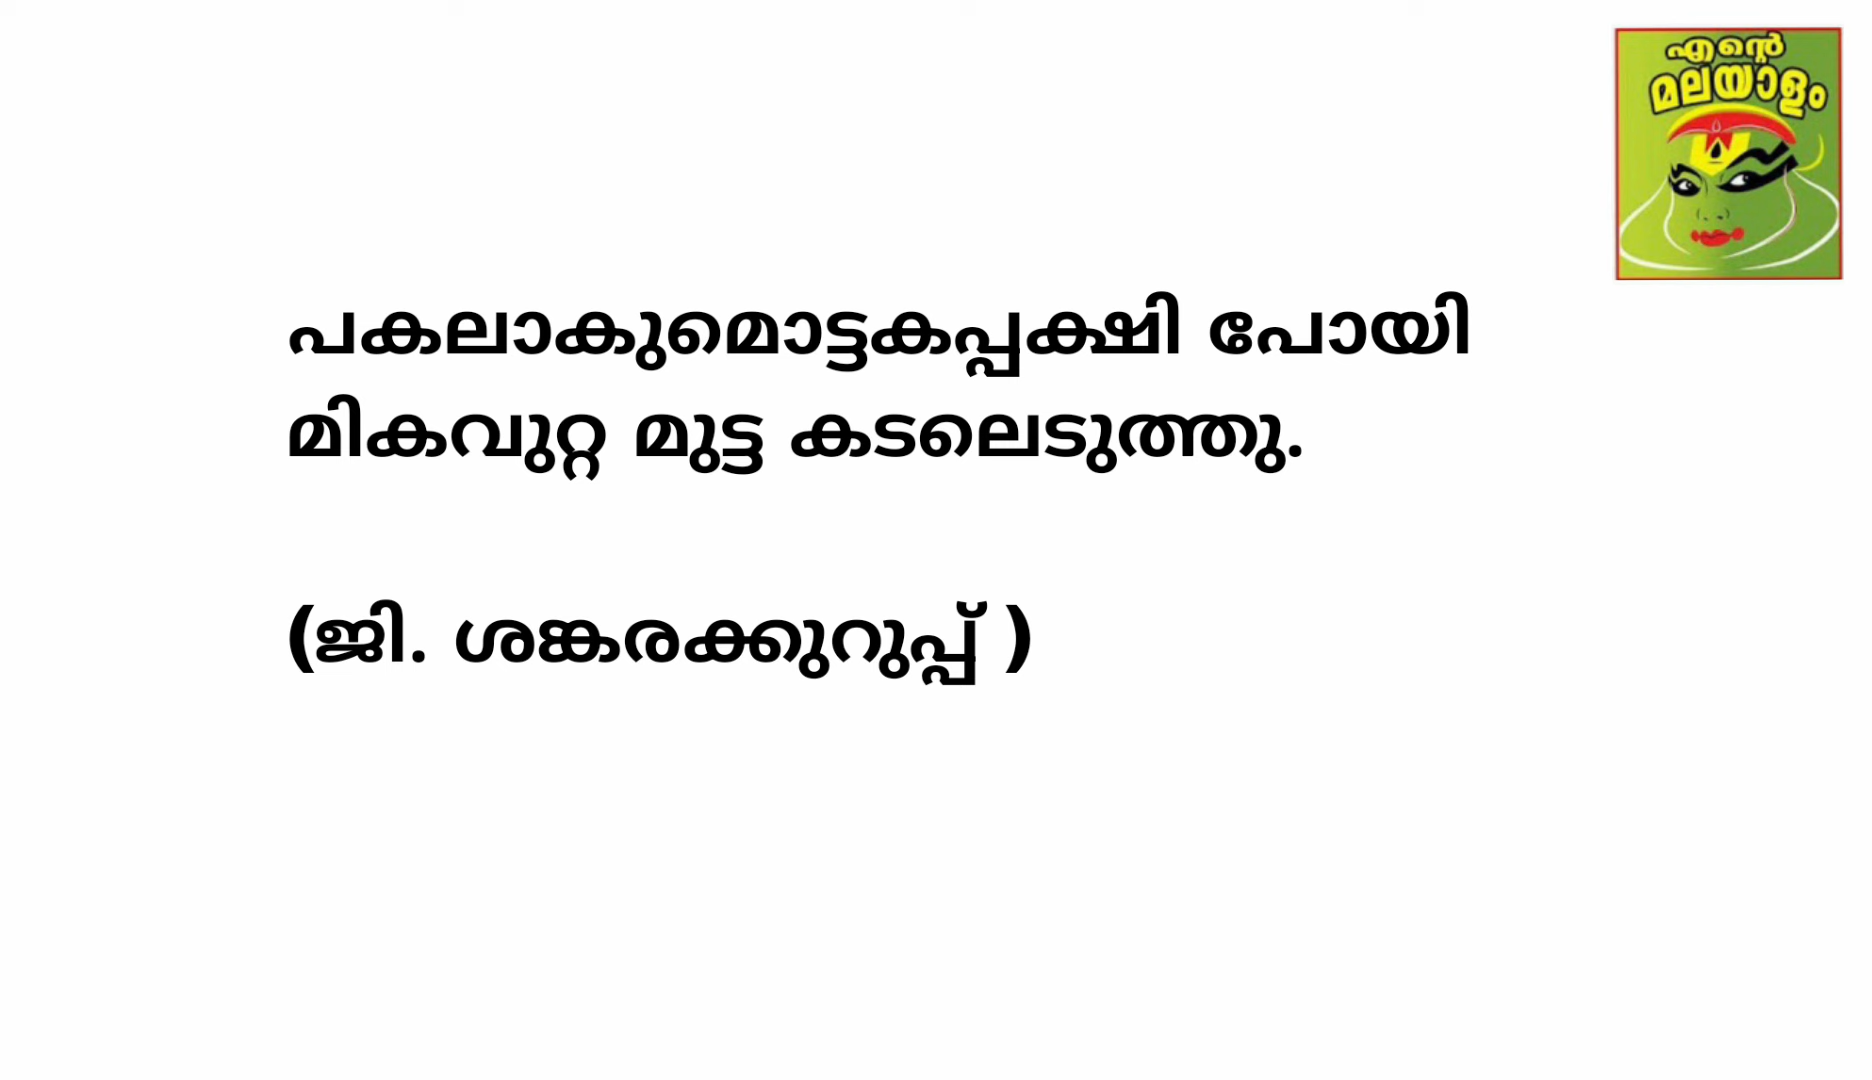 എന്റെ
മലയാളം
പകലാകുമൊട്ടകപ്പക്ഷി പോയി
മികവുറ്റ മുട്ട കടലെടുത്തു.
(ജി. ശങ്കരക്കുറുപ്പ് )